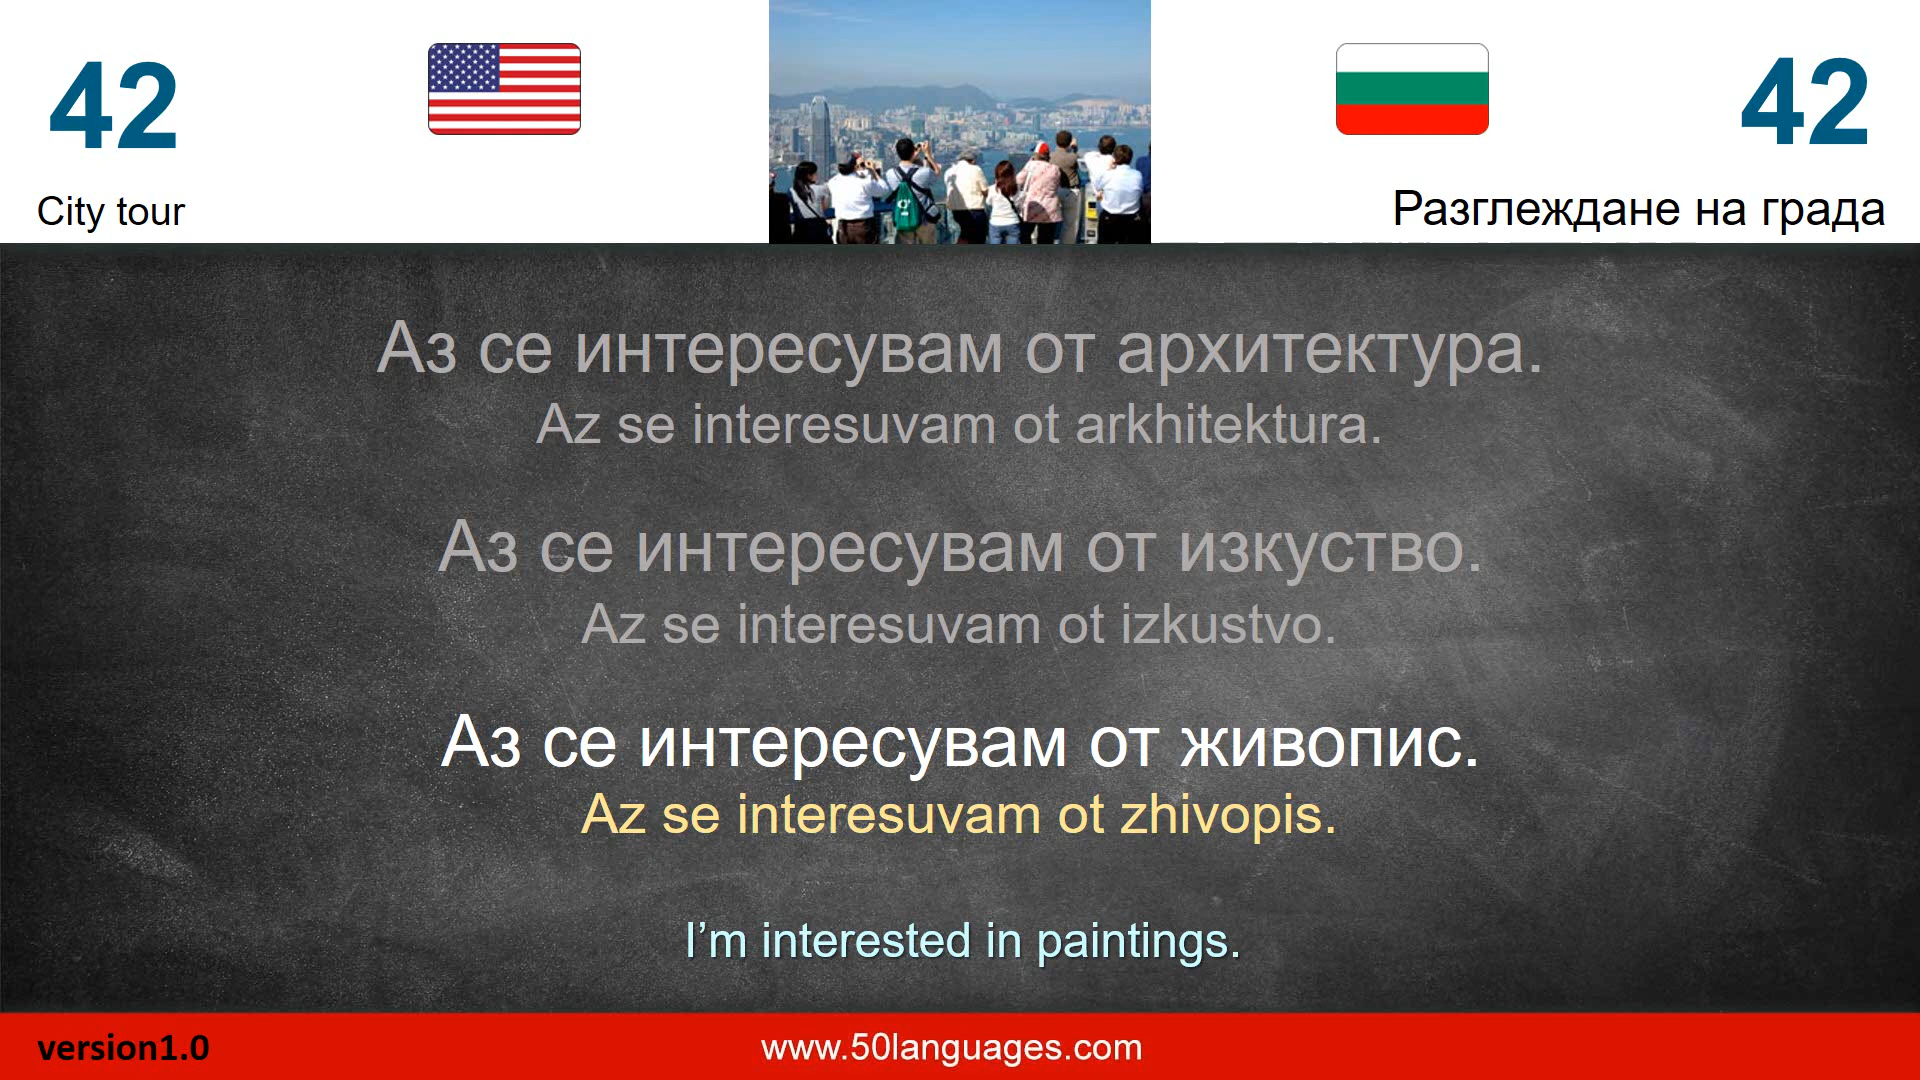 42
42
City tour
Разглеждане на града
Аз се интересувам от архитектура.
Az se interesuvam ot arkhitektura.
Аз се интересувам от изкуство.
Az se interesuvam ot izkustvo.
Аз се интересувам от живопис.
Az se interesuvam ot zhivopis.
I’m interested in paintings.
version1.0
www.50languages.com